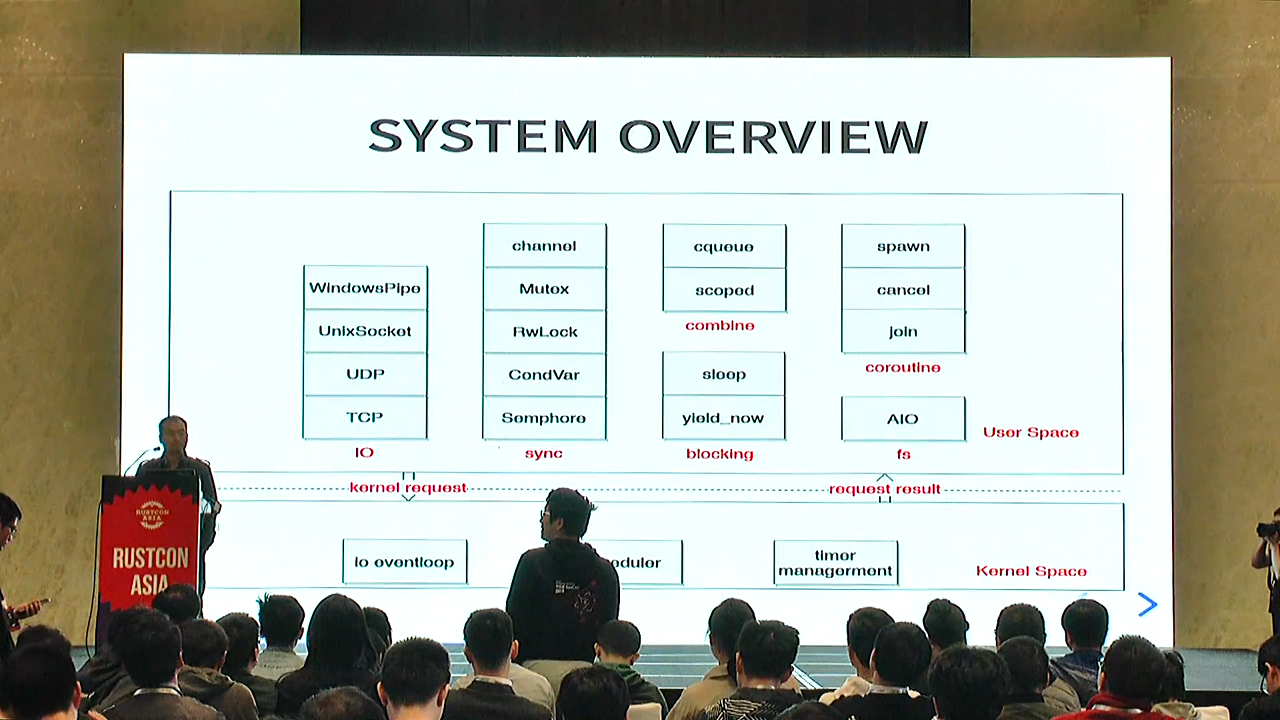 SYSTEM OVERVIEW
WindowsPipe
UnixSocket
UDP
TCP
IO
channel
Mutex
RwLock
CondVar
Semphore
sync
cqueue
scoped
combine
sleep
yield_now
blocking
spawn
cancel
join
coroutine
AIO
fs
User Space
kernel request
request result
io eventloop
eduler
timer
managerment
Kernel Space
RUSTCON
ASIA
RUSTCON
ASIA